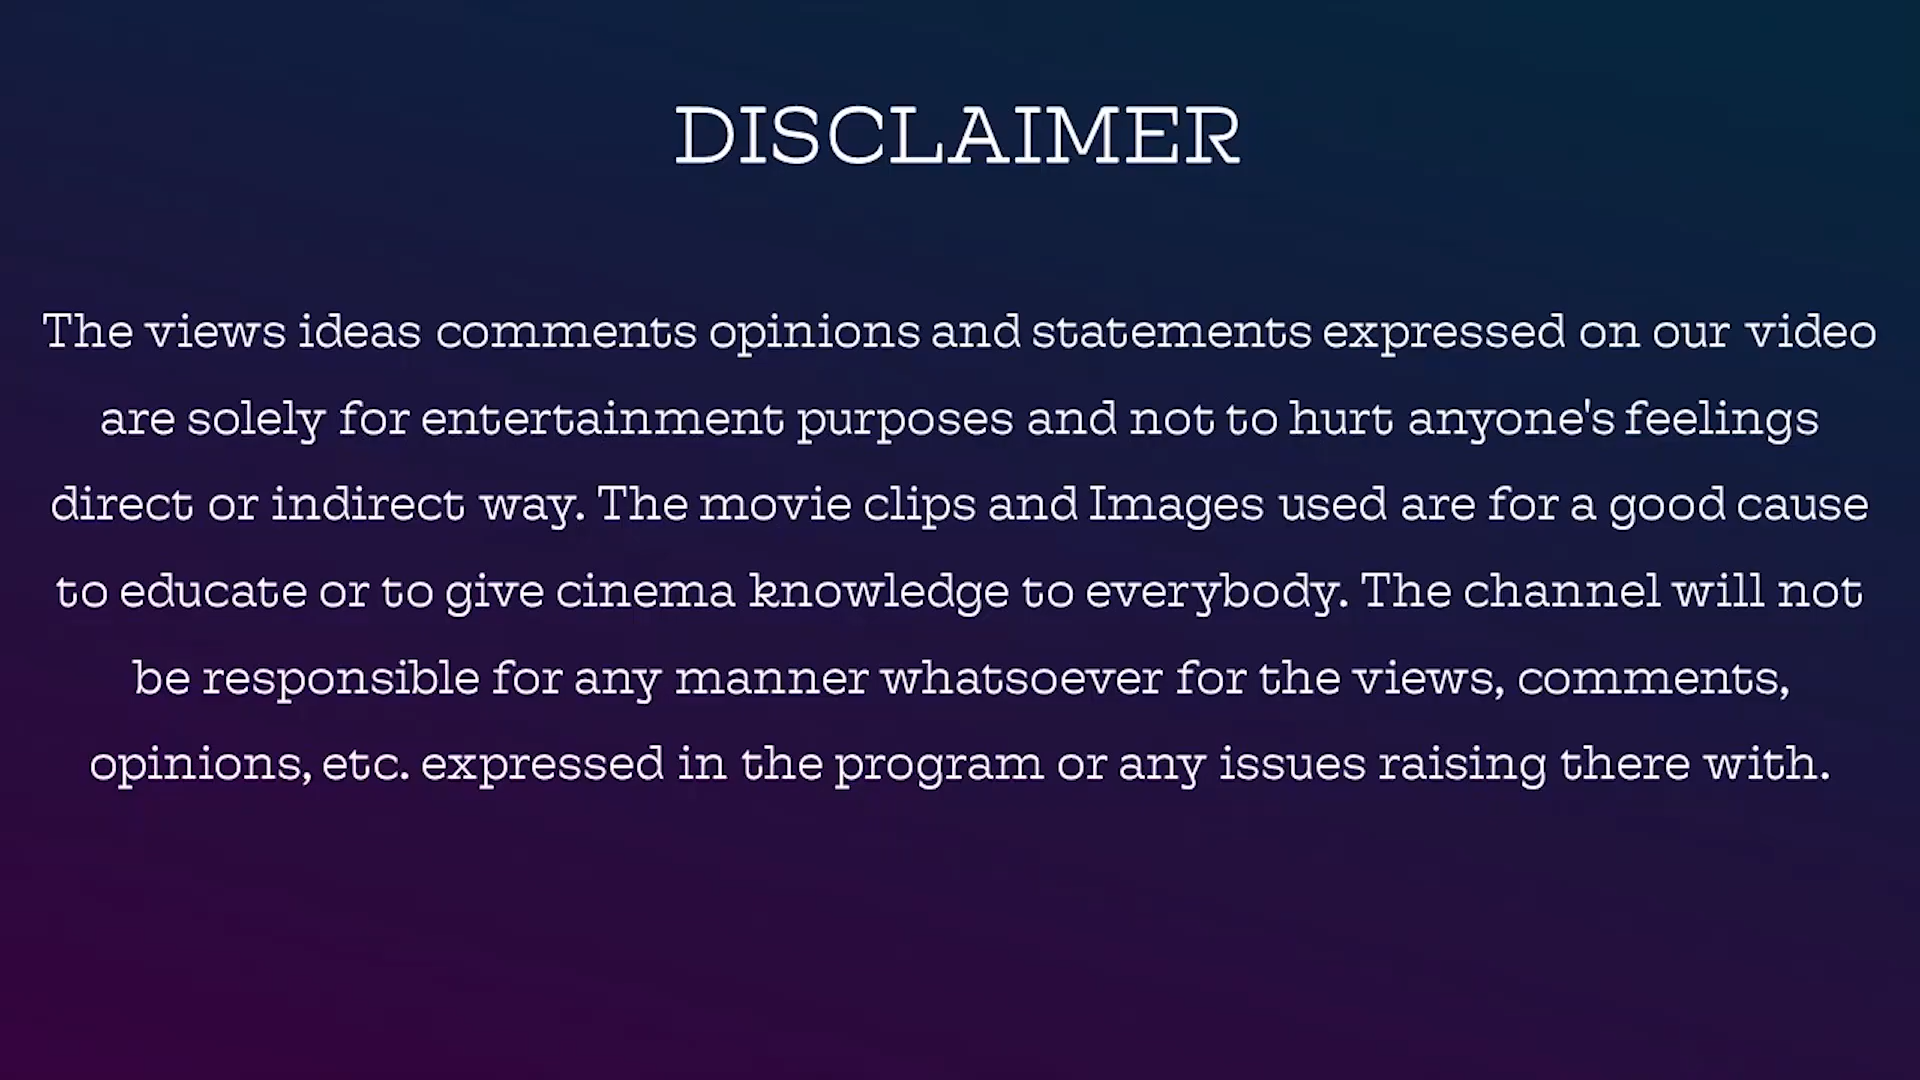 DISCLAIMER
The views ideas comments opinions and statements expressed on our video
are solely for entertainment purposes and not to hurt anyone's feelings
direct or indirect way. The movie clips and Images used are for a good cause
to educate or to give cinema knowledge to everybody. The channel will not
be responsible for any manner whatsoever for the views, comments,
opinions, etc. expressed in the program or any issues raising there with.